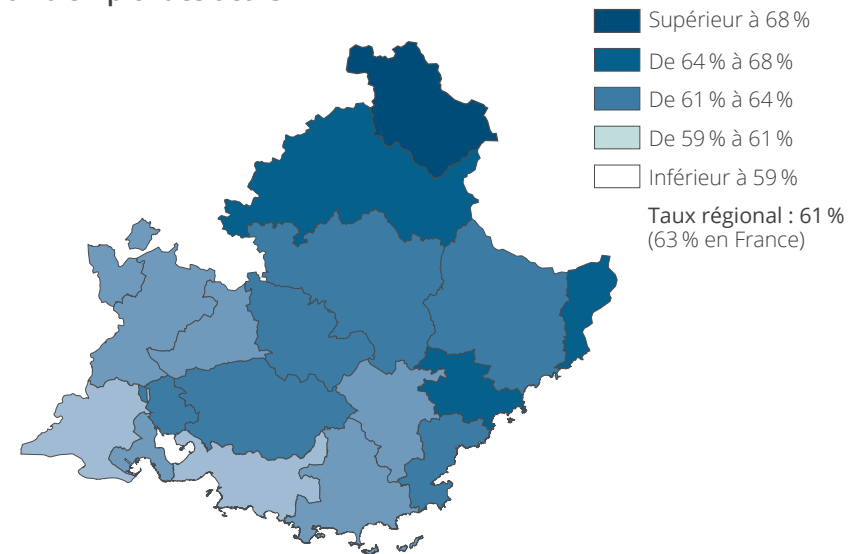 Supérieur à 68 %
De 64 % à 68 %
De 61 % à 64 %
De 59 % à 61 %
Inférieur à 59 %
Taux régional : 61 %
(63 % en France)